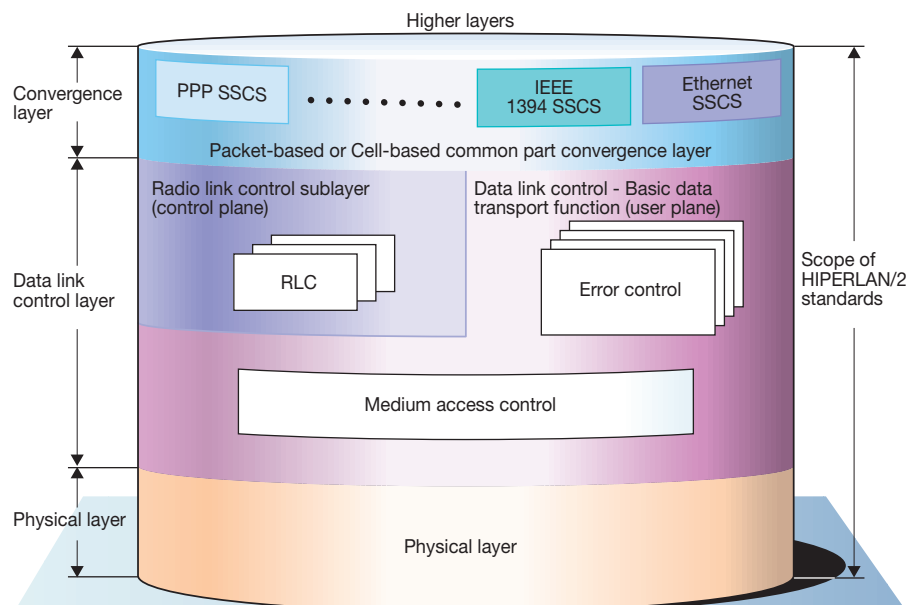 Higher layers
Convergence
layer
PPP SSCS
IEEE
1394 SSCS
Ethernet
SSCS
Packet-based or Cell-based common part convergence layer
Radio link control sublayer
(control plane)
Data link control - Basic data
transport function (user plane)
RLC
Error control
Data link
control layer
Scope of
HIPERLAN/2
standards
Medium access control
Physical layer
Physical layer